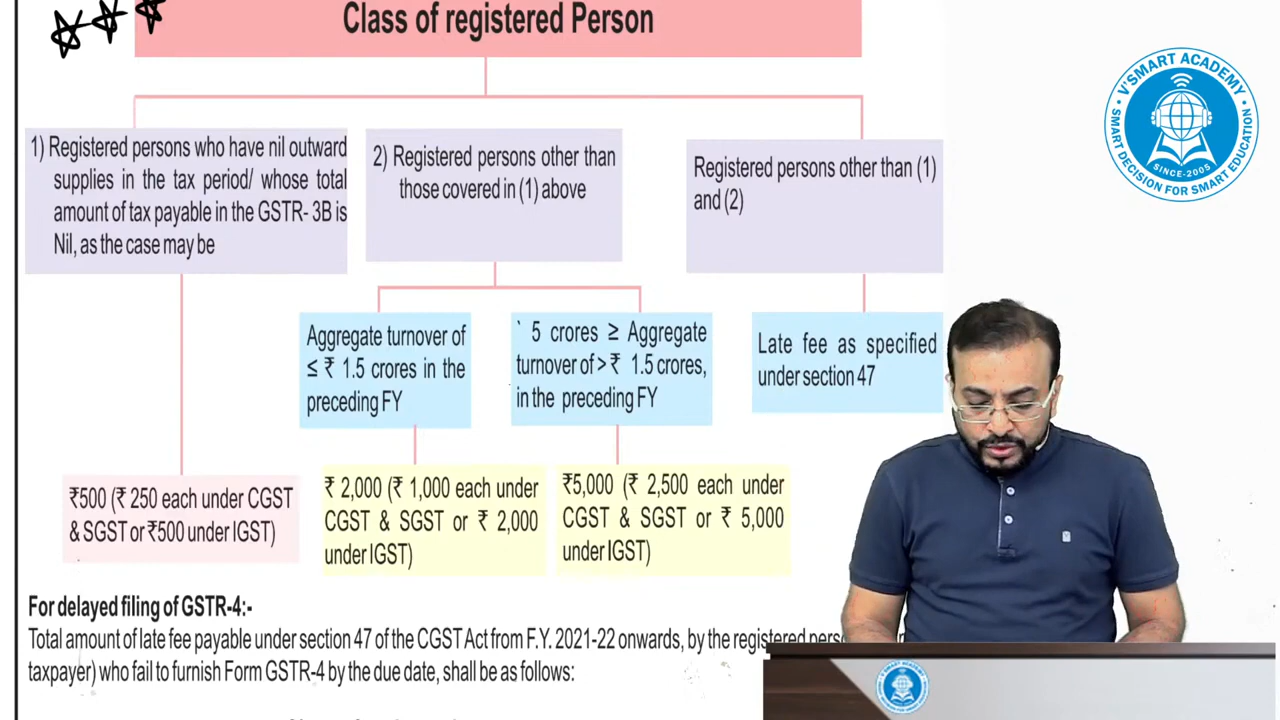 Class of registered Person
1) Registered persons who have nil outward
supplies in the tax period/ whose total
amount of tax payable in the GSTR- 3B is
Nil, as the case may be
2) Registered persons other than
those covered in (1) above
Registered persons other than (1)
and (2)
Aggregate turnover of
≤ ₹ 1.5 crores in the
preceding FY
` 5 crores ≥ Aggregate
turnover of > ₹ 1.5 crores,
in the preceding FY
Late fee as specified
under section 47
₹500 (₹ 250 each under CGST
& SGST or ₹500 under IGST)
₹ 2,000 (₹ 1,000 each under
CGST & SGST or ₹ 2,000
under IGST)
₹5,000 (₹ 2,500 each under
CGST & SGST or ₹ 5,000
under IGST)
For delayed filing of GSTR-4:-
Total amount of late fee payable under section 47 of the CGST Act from F.Y. 2021-22 onwards, by the registered
taxpayer) who fail to furnish Form GSTR-4 by the due date, shall be as follows:
V'SMART ACADEMY
SINCE-2005
SMART DECISION FOR SMART EDUCATION